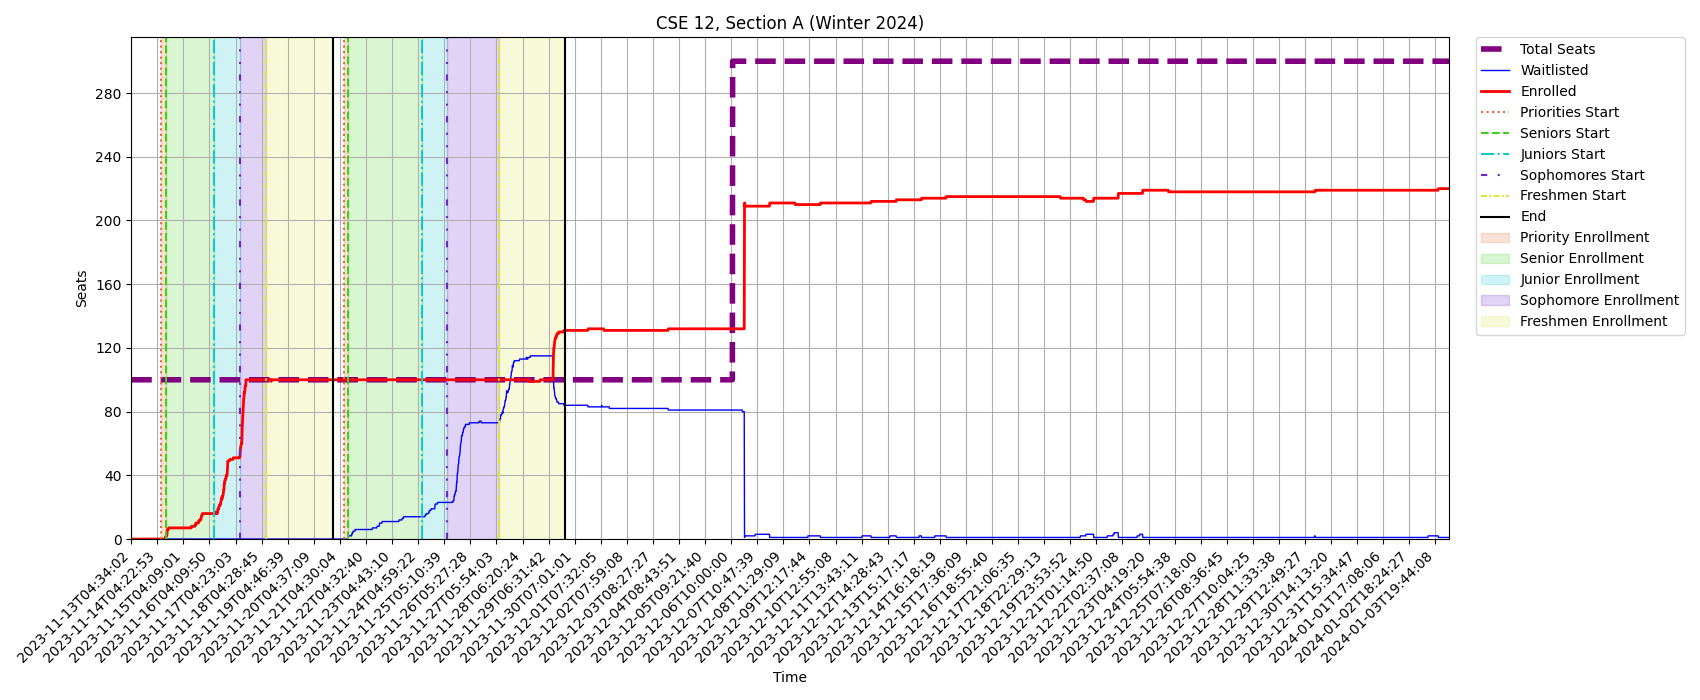 CSE 12, Section A (Winter 2024)
Seats
280
240
200
160
120
80
40
0
2023-11-13T04:34:02
2023-11-14T04:22:53
2023-11-15T04:09:01
2023-11-16T04:09:50
2023-11-17T04:23:03
2023-11-18T04:28:45
2023-11-19T04:46:39
2023-11-20T04:37:09
2023-11-21T04:30:04
2023-11-22T04:32:40
2023-11-23T04:43:10
2023-11-24T04:59:22
2023-11-25T05:10:39
2023-11-26T05:27:28
2023-11-27T05:54:03
2023-11-28T06:20:24
2023-11-29T06:31:42
2023-11-30T07:01:01
2023-12-01T07:32:05
2023-12-02T07:59:08
2023-12-03T08:27:27
2023-12-04T08:43:51
2023-12-05T09:21:40
2023-12-06T10:00:00
2023-12-07T10:47:39
2023-12-08T11:29:09
2023-12-09T12:17:44
2023-12-10T12:55:08
2023-12-11T13:43:11
2023-12-12T14:28:43
2023-12-13T15:17:17
2023-12-14T16:18:19
2023-12-15T17:36:09
2023-12-16T18:55:40
2023-12-17T21:06:35
2023-12-18T22:29:13
2023-12-19T23:53:52
2023-12-21T01:14:50
2023-12-22T02:37:08
2023-12-23T04:19:20
2023-12-24T05:54:38
2023-12-25T07:18:00
2023-12-26T08:36:45
2023-12-27T10:04:25
2023-12-28T11:33:38
2023-12-29T12:49:27
2023-12-30T14:13:20
2023-12-31T15:34:47
2024-01-01T17:08:06
2024-01-02T18:24:27
2024-01-03T19:44:08
Time
Total Seats
Waitlisted
Enrolled
Priorities Start
Seniors Start
Juniors Start
Sophomores Start
Freshmen Start
End
Priority Enrollment
Senior Enrollment
Junior Enrollment
Sophomore Enrollment
Freshmen Enrollment